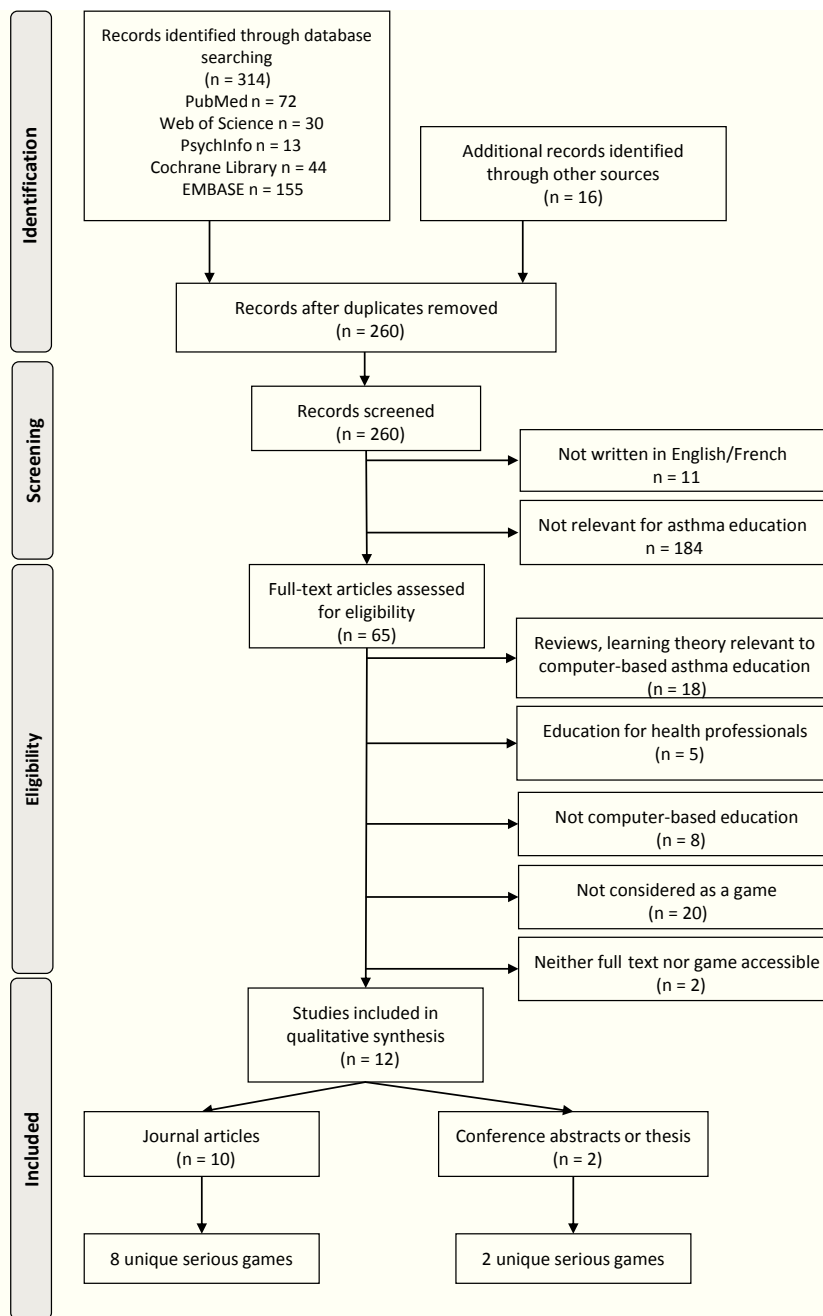 Identification
Records identified through database
searching
(n = 314)
PubMed n = 72
Web of Science n = 30
PsychInfo n = 13
Cochrane Library n = 44
EMBASE n = 155
Additional records identified
through other sources
(n = 16)
Records after duplicates removed
(n = 260)
Screening
Records screened
(n = 260)
Not written in English/French
n = 11
Not relevant for asthma education
n = 184
Eligibility
Full-text articles assessed
for eligibility
(n = 65)
Reviews, learning theory relevant to
computer-based asthma education
(n = 18)
Education for health professionals
(n = 5)
Not computer-based education
(n = 8)
Not considered as a game
(n = 20)
Neither full text nor game accessible
(n = 2)
Included
Studies included in
qualitative synthesis
(n = 12)
Journal articles
(n = 10)
Conference abstracts or thesis
(n = 2)
8 unique serious games
2 unique serious games